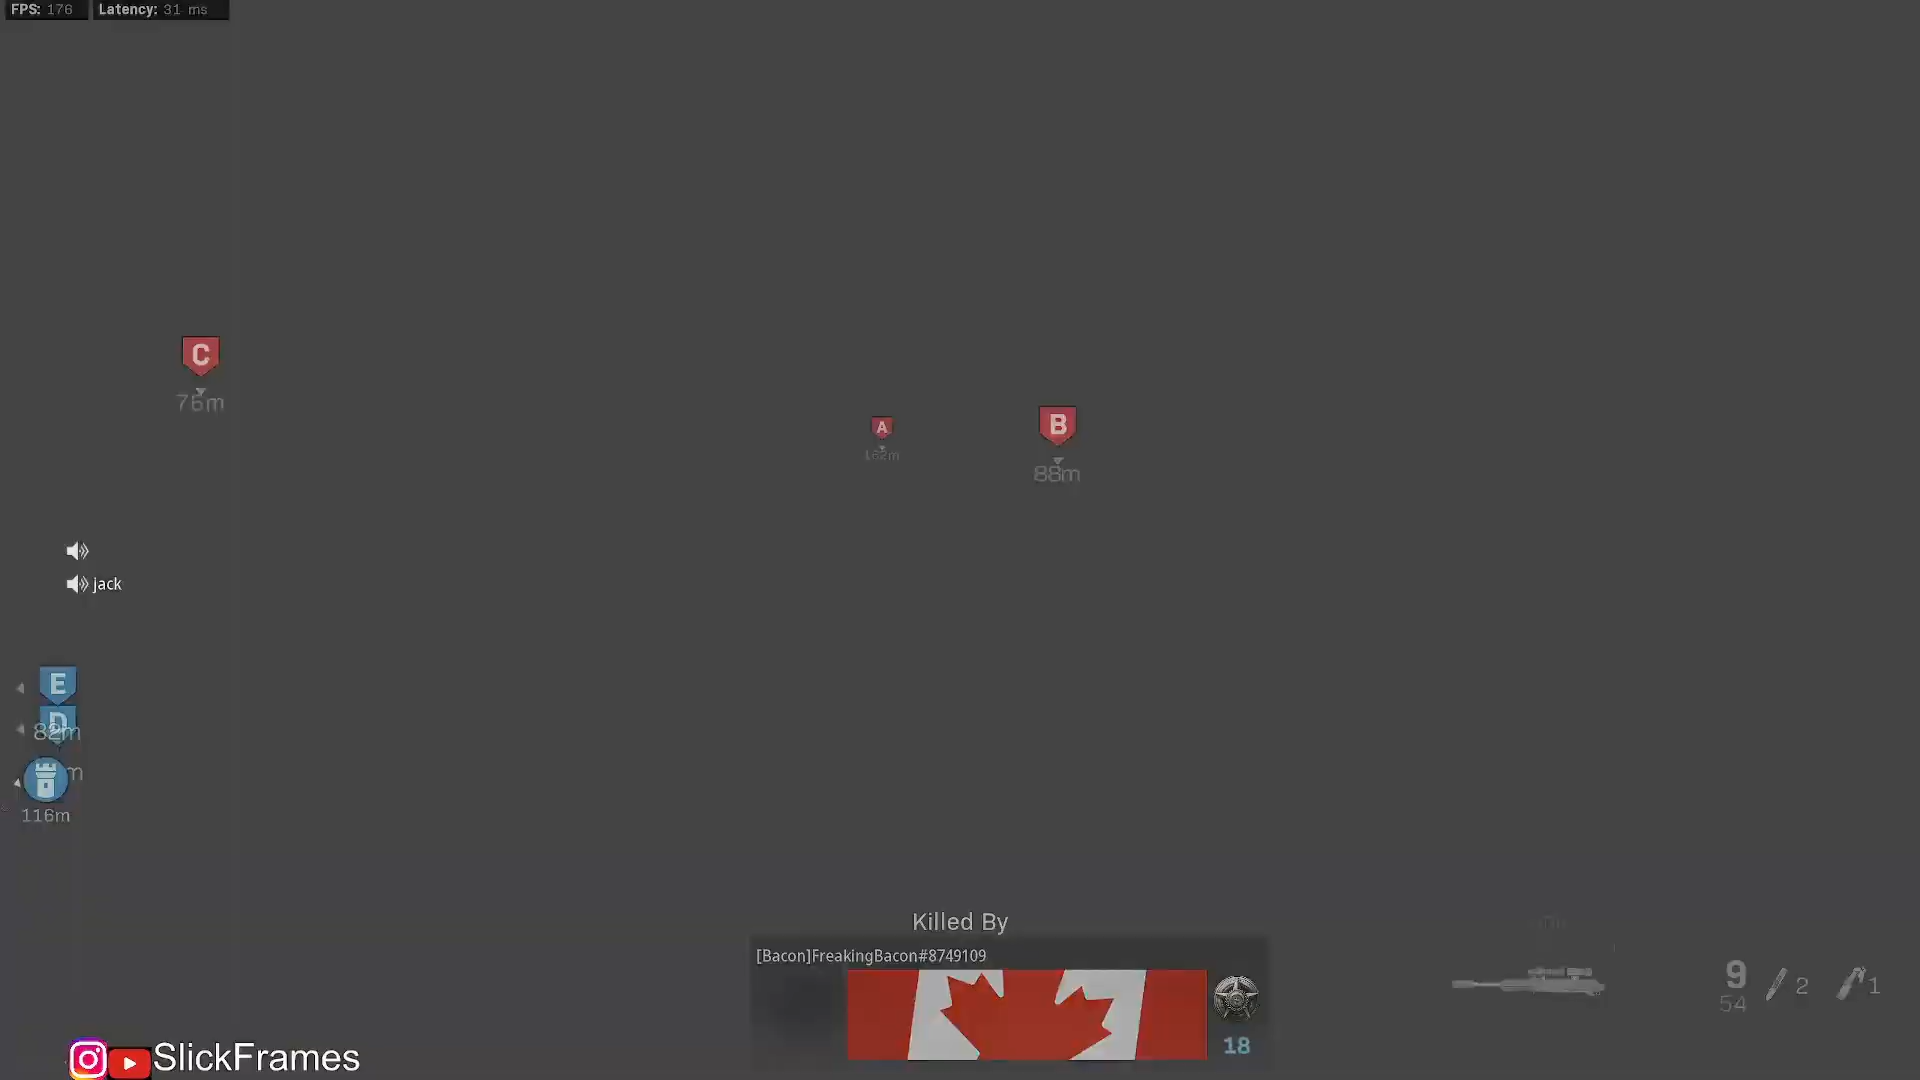 FPS: 176 Latency: 31 ms
C
76m
A
B
88m
jack
E
D
82m
m
116m
Killed By
[Bacon]FreakingBacon#8749109
18
9
54
2
1
SlickFrames